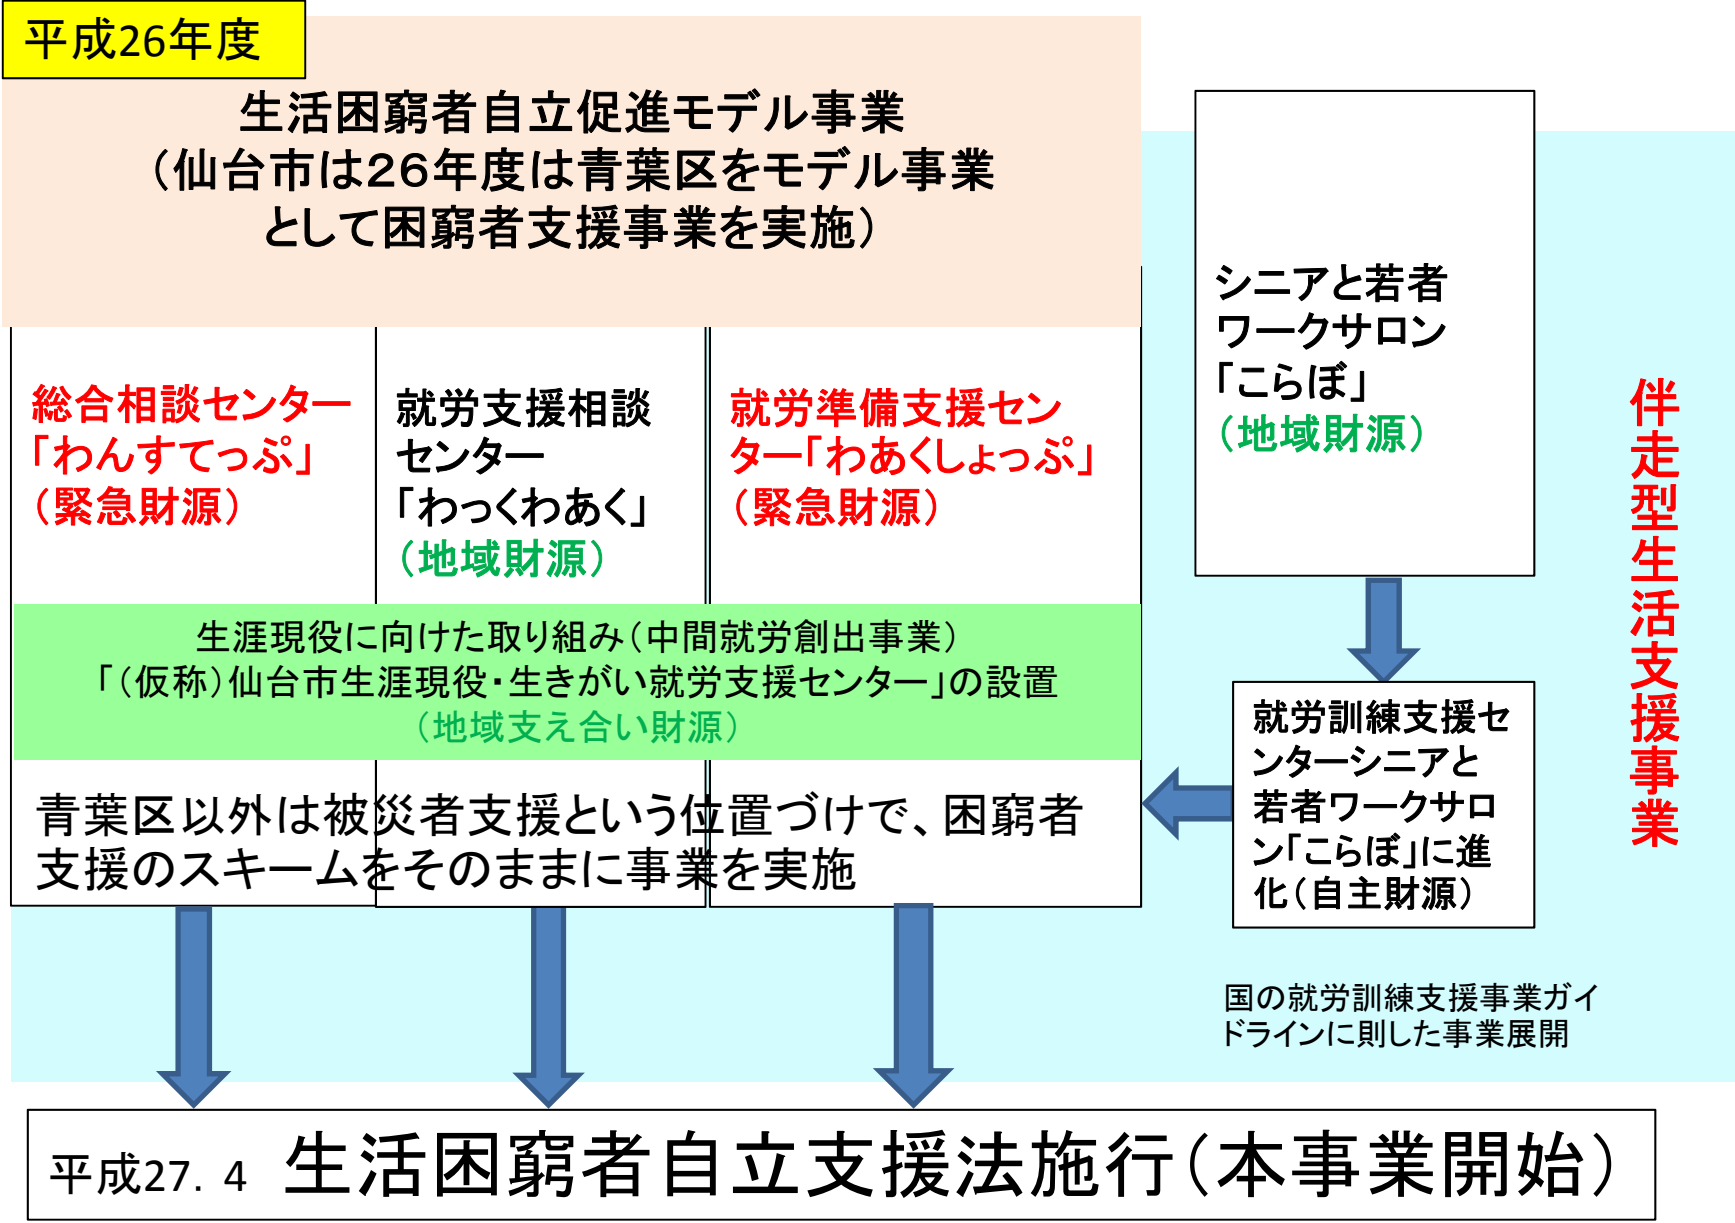 平成26年度
生活困窮者自立促進モデル事業
（仙台市は２６年度は青葉区をモデル事業
として困窮者支援事業を実施）
総合相談センター
「わんすてっぷ」
（緊急財源）
就労支援相談
センター
「わっくわあく」
（地域財源）
就労準備支援セン
ター「わあくしょっぷ」
（緊急財源）
シニアと若者
ワークサロン
「こらぼ」
（地域財源）
伴走型生活支援事業
生涯現役に向けた取り組み（中間就労創出事業）
「（仮称）仙台市生涯現役・生きがい就労支援センター」の設置
（地域支え合い財源）
青葉区以外は被災者支援という位置づけで、困窮者
支援のスキームをそのままに事業を実施
就労訓練支援セ
ンターシニアと
若者ワークサロ
ン「こらぼ」に進
化（自主財源）
国の就労訓練支援事業ガイ
ドラインに則した事業展開
平成27．4　生活困窮者自立支援法施行（本事業開始）